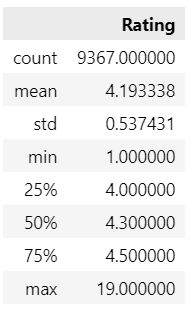 Rating
count 9367.000000
mean 4.193338
std 0.537431
min 1.000000
25% 4.000000
50% 4.300000
75% 4.500000
max 19.000000